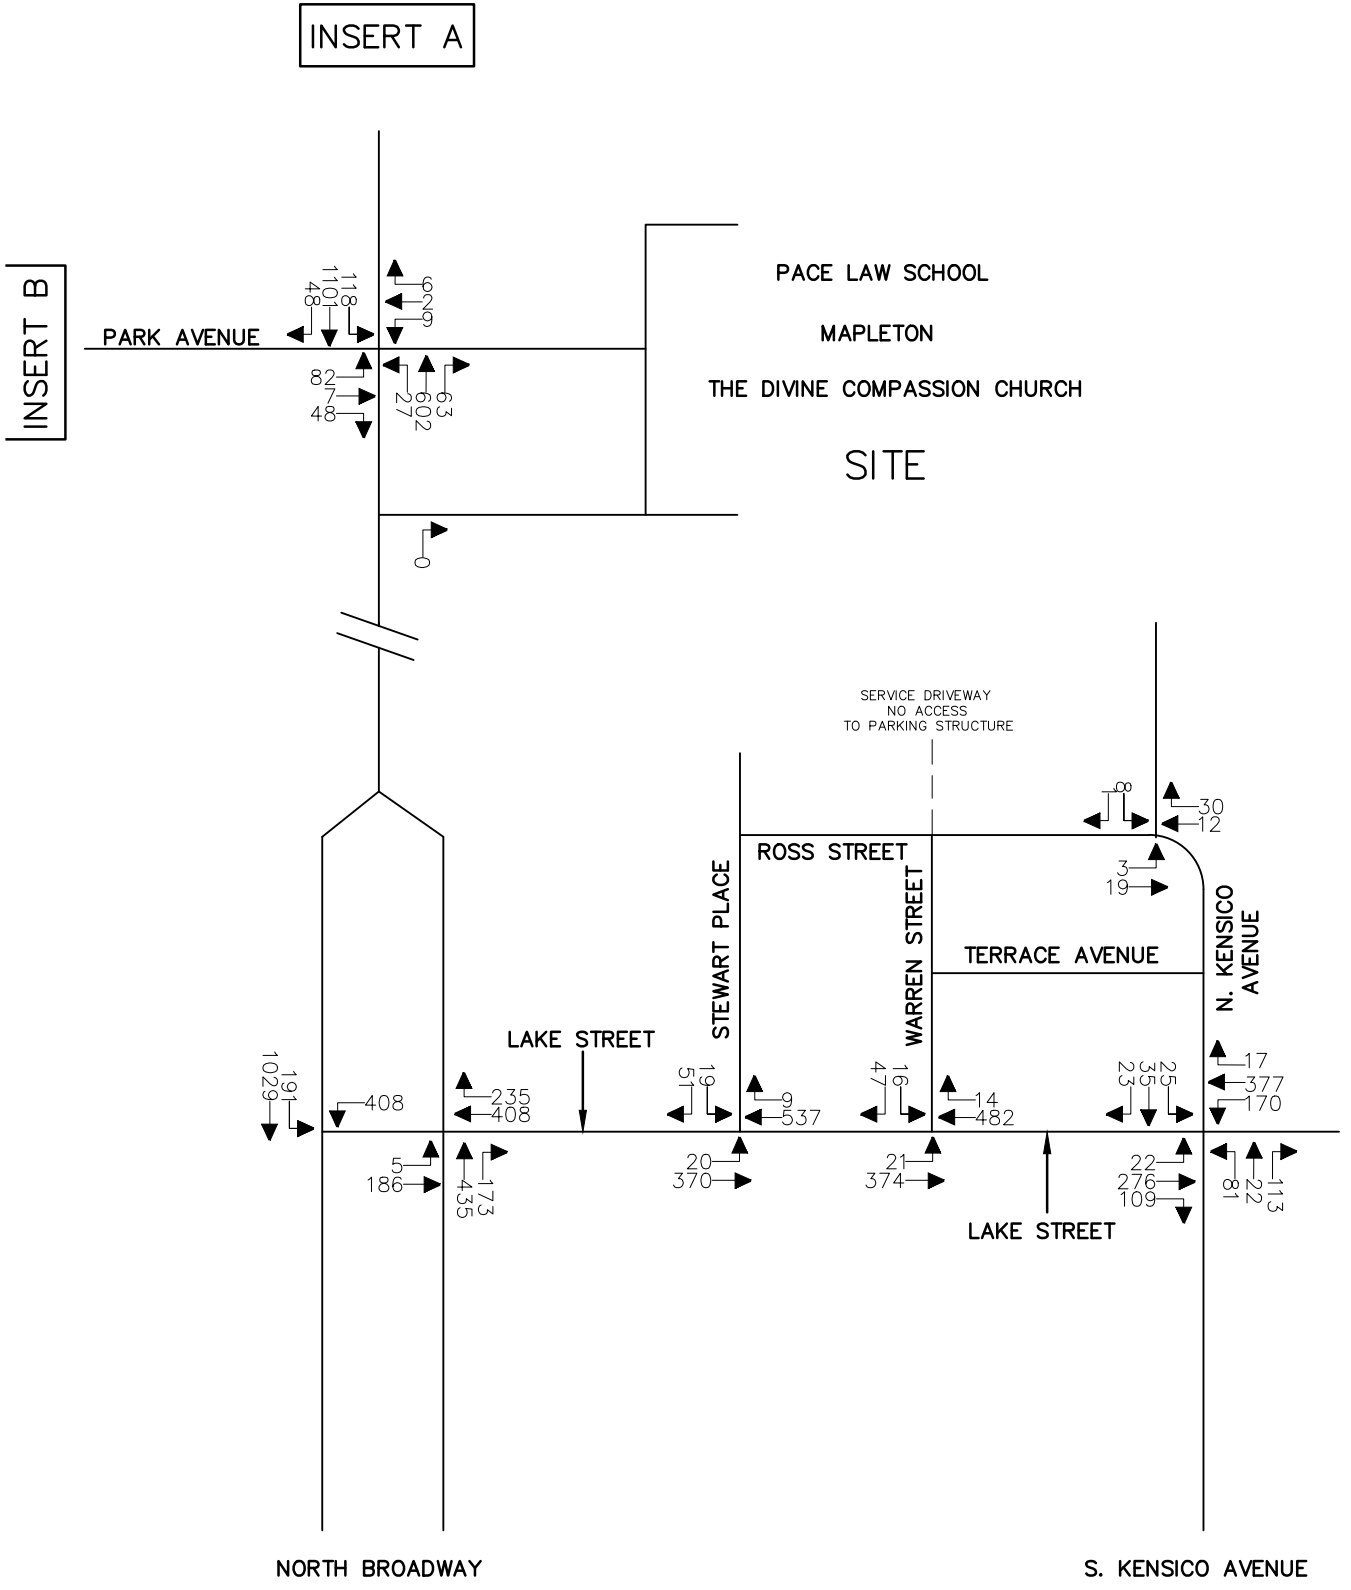 INSERT A
INSERT B
PARK AVENUE
118
1101
48
6
2
9
82
7
48
27
602
63
PACE LAW SCHOOL
MAPLETON
THE DIVINE COMPASSION CHURCH
SITE
0
SERVICE DRIVEWAY
NO ACCESS
TO PARKING STRUCTURE
8
1
30
12
3
19
ROSS STREET
STEWART PLACE
WARREN STREET
TERRACE AVENUE
N. KENSICO
AVENUE
LAKE STREET
191
1029
408
235
408
5
186
435
173
19
51
9
537
20
370
16
47
14
482
21
374
25
35
23
17
377
170
22
276
109
81
22
113
LAKE STREET
NORTH BROADWAY
S. KENSICO AVENUE